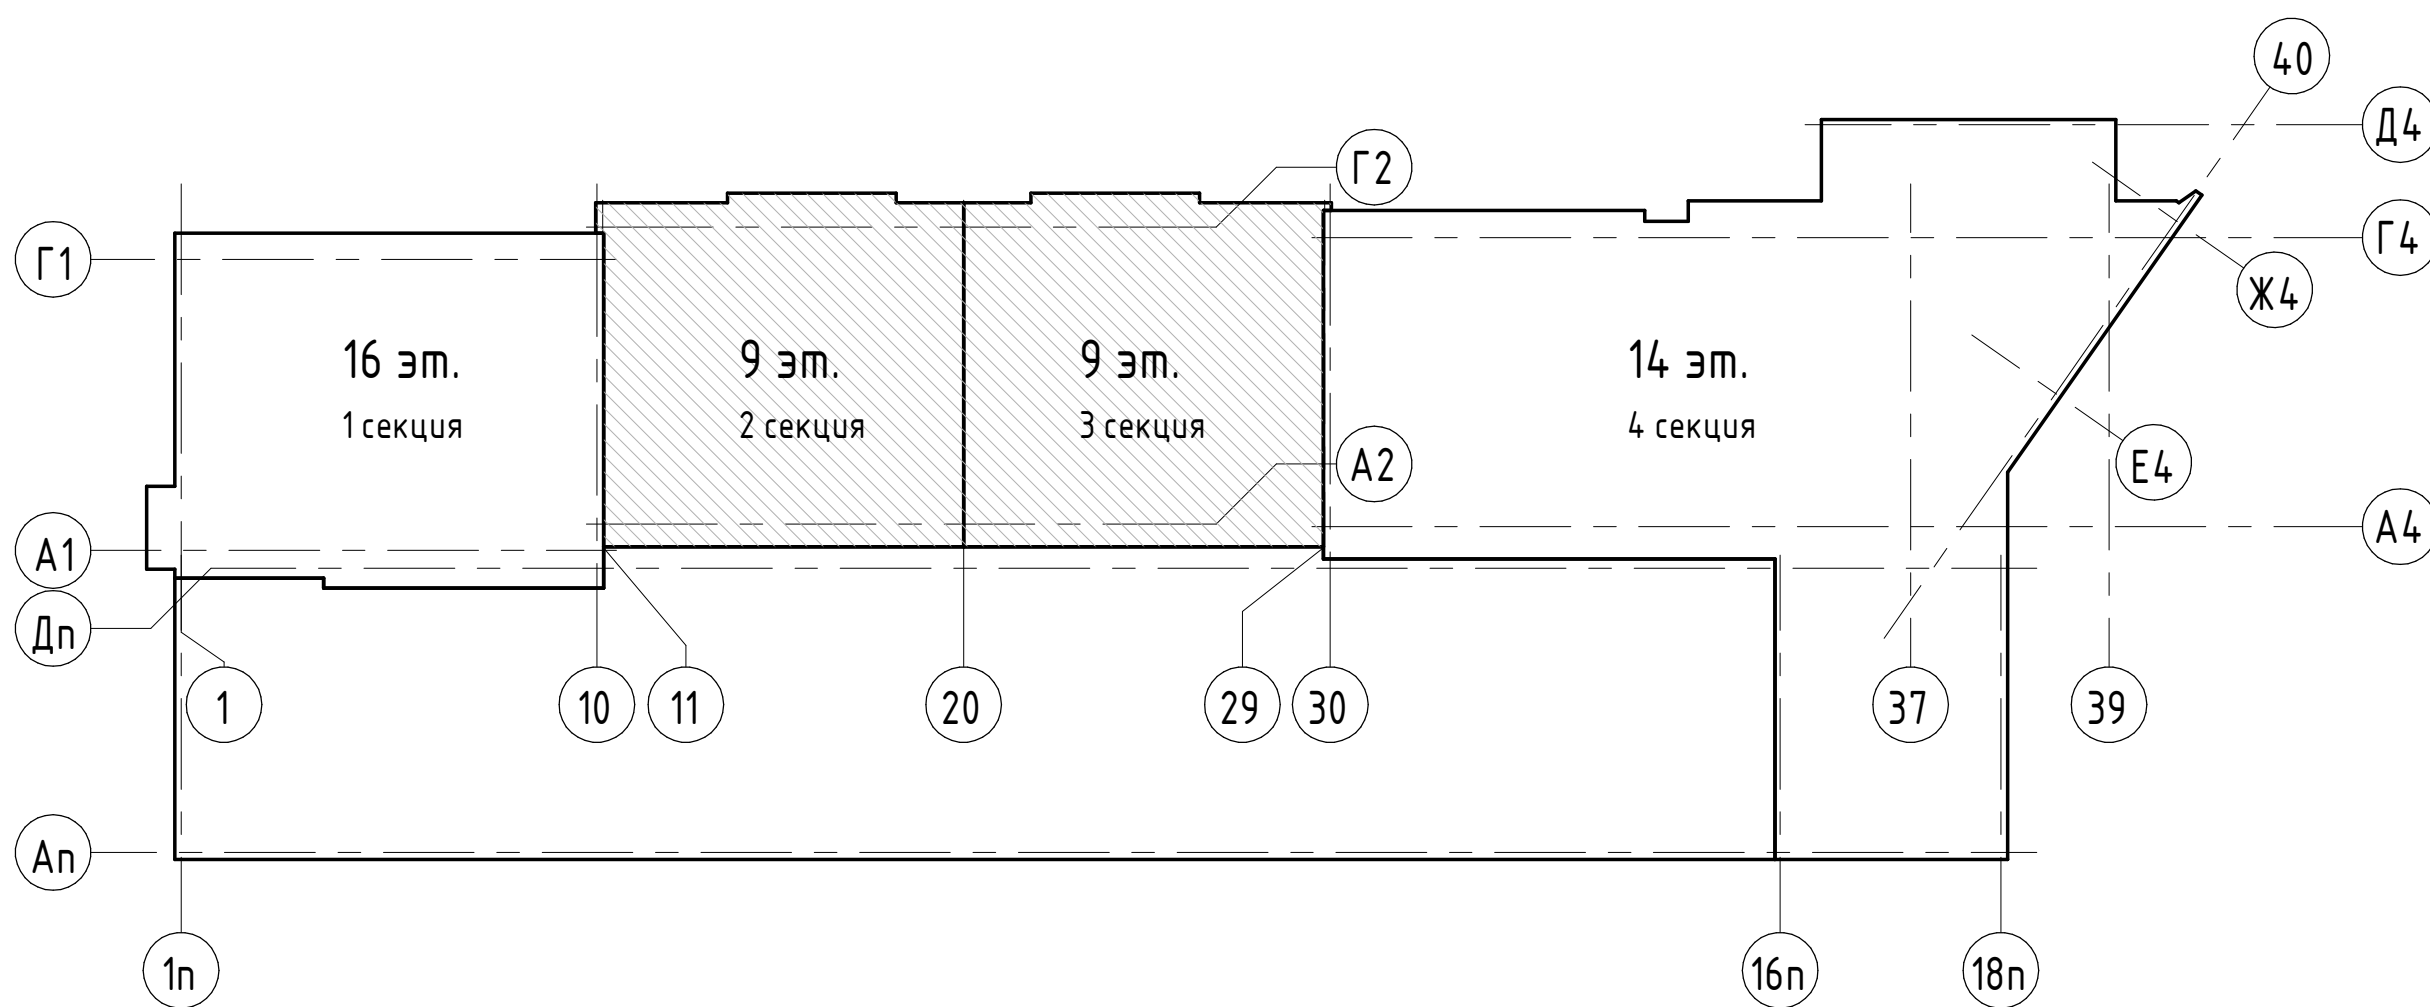 40
Д4
Г2
Г1
Г4
Ж4
16 эт.
9 эт.
9 эт.
14 эт.
1 секция
2 секция
3 секция
4 секция
А2
Е4
А1
А4
Дп
1
10
11
20
29
30
37
39
Ап
1п
16п
18п